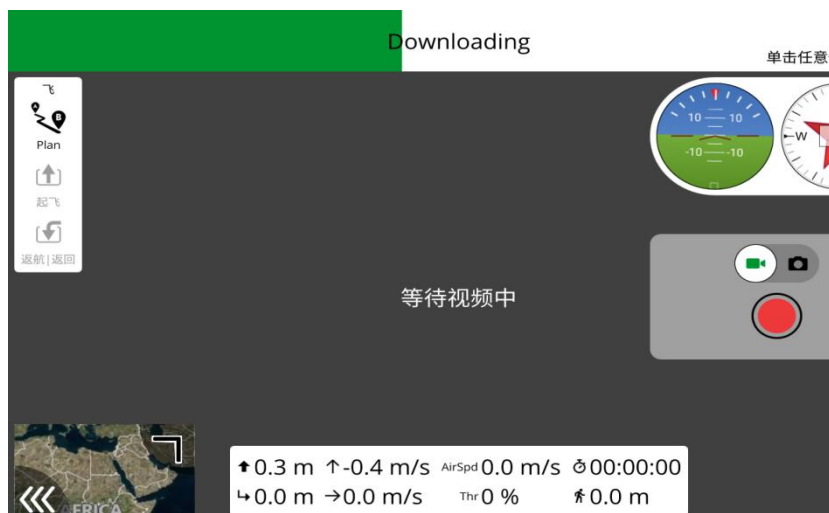 Downloading
单击任意
飞
Plan
起飞
返航|返回
10 10
-10 -10
W
等待视频中
0.3 m -0.4 m/s AirSpd 0.0 m/s 00:00:00
0.0 m 0.0 m/s Thr 0 % 0.0 m
AFRICA